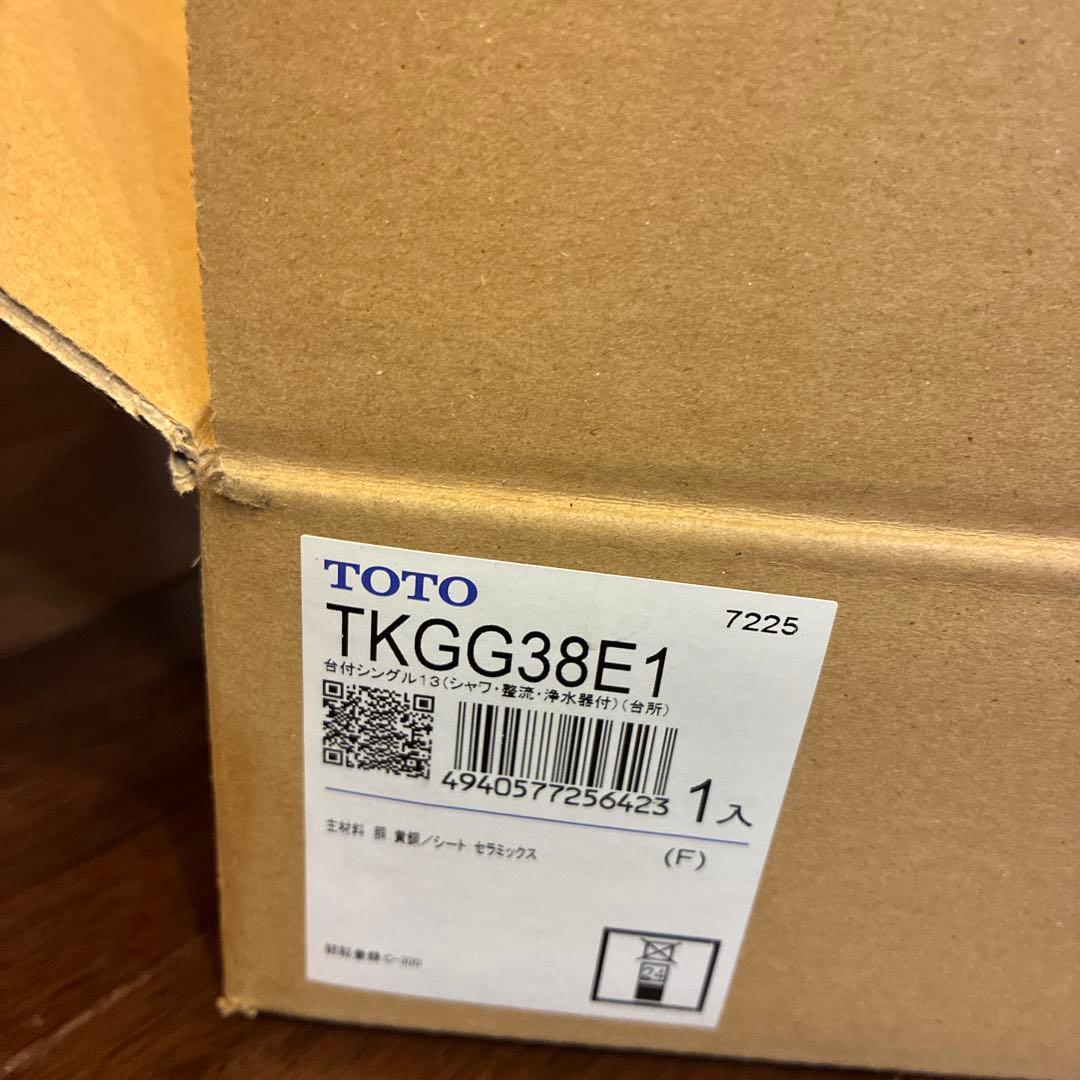 TOTO
7225
TKGG38E1
台付シングル13(シャワ・整流・浄水器付)(台所)
4940577256423
1入
主材料 胴:黄銅/シート:セラミックス
(F)
24